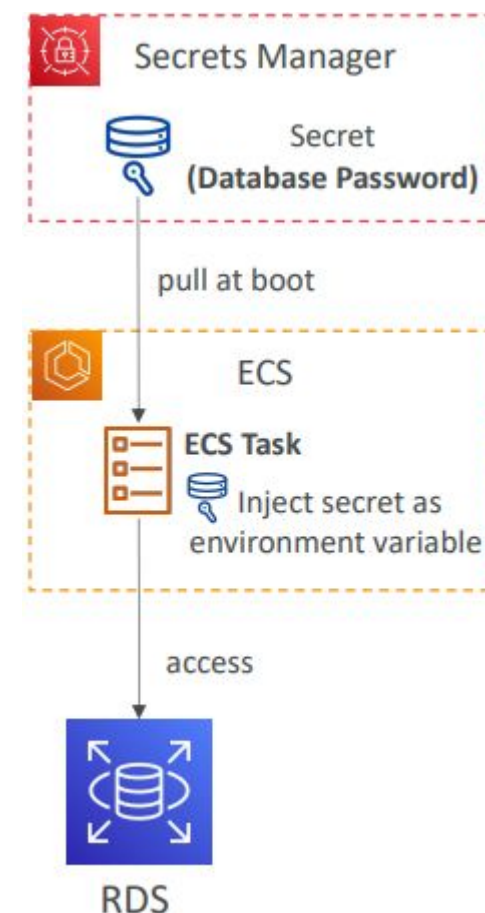 Secrets Manager
Secret
(Database Password)
pull at boot
ECS
ECS Task
Inject secret as
environment variable
access
RDS